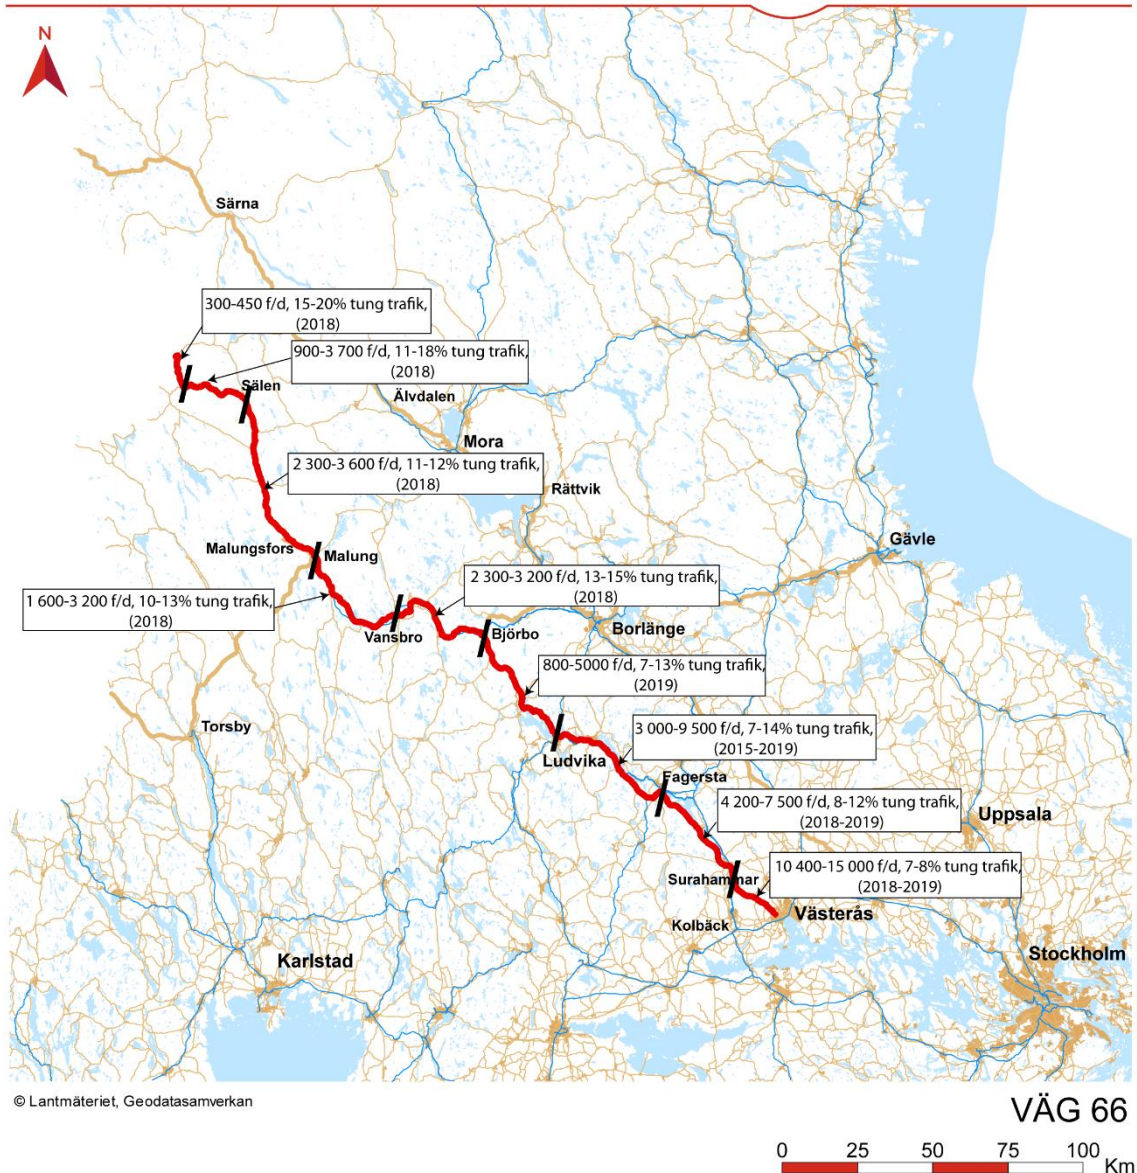 N
Särna
300-450 f/d, 15-20% tung trafik,
(2018)
900-3 700 f/d, 11-18% tung trafik,
(2018)
Sälen
Älvdalen
Mora
2 300-3 600 f/d, 11-12% tung trafik,
(2018)
Rättvik
Malungsfors
Malung
Gävle
2 300-3 200 f/d, 13-15% tung trafik,
(2018)
1 600-3 200 f/d, 10-13% tung trafik,
(2018)
Vansbro
Björbo
Borlänge
800-5000 f/d, 7-13% tung trafik,
(2019)
Torsby
3 000-9 500 f/d, 7-14% tung trafik,
(2015-2019)
Ludvika
Fagersta
4 200-7 500 f/d, 8-12% tung trafik,
(2018-2019)
Uppsala
10 400-15 000 f/d, 7-8% tung trafik,
(2018-2019)
Surahammar
Västerås
Kolbäck
Karlstad
Stockholm
© Lantmäteriet, Geodatasamverkan
VÄG 66
0 25 50 75 100
Km